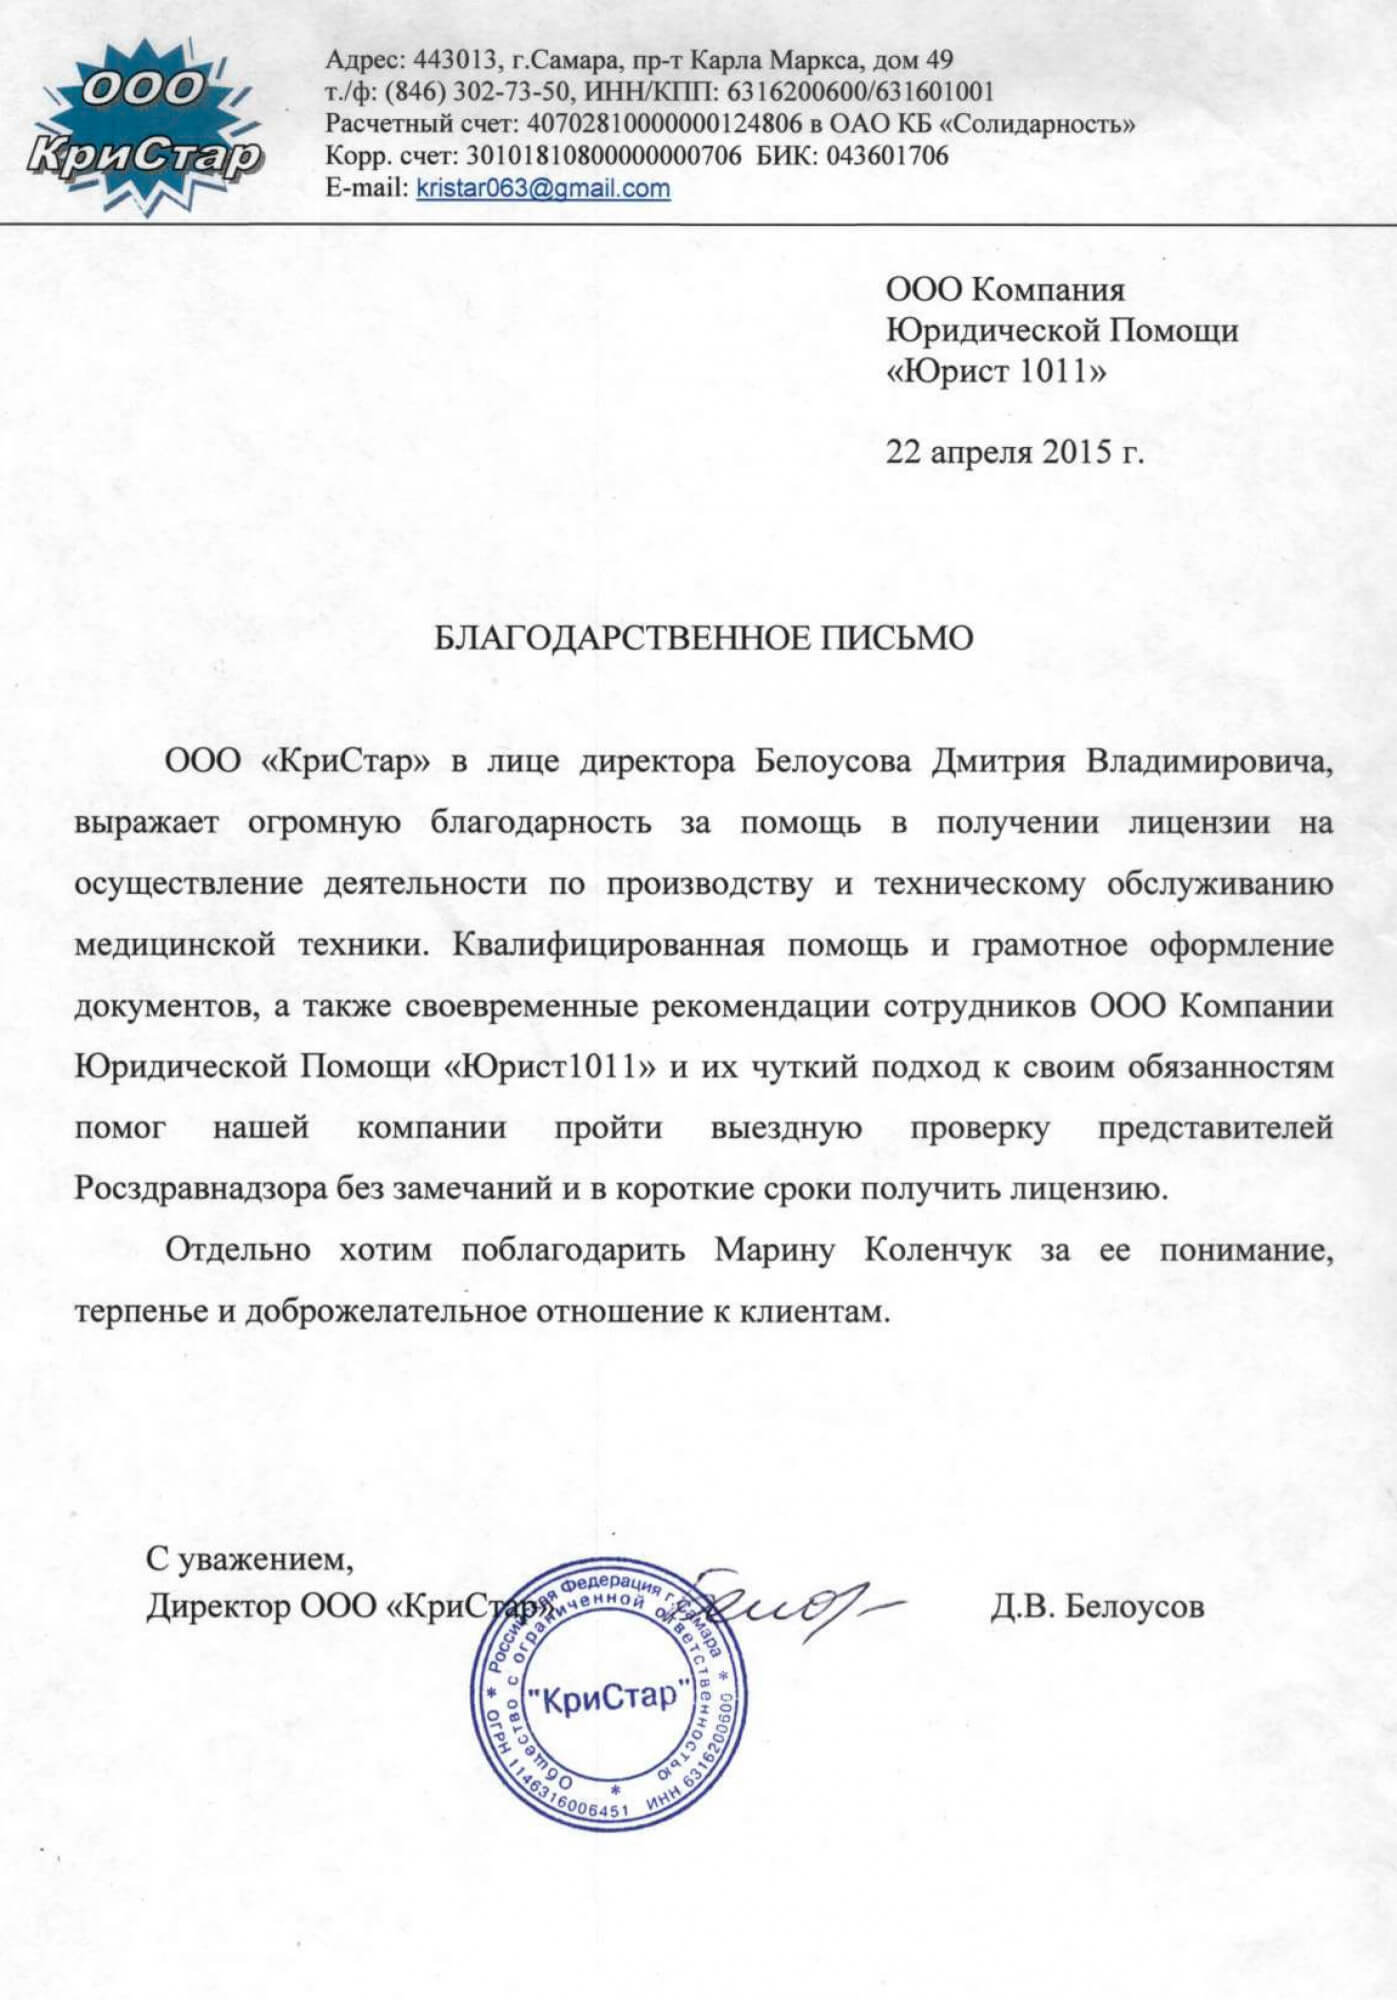 ООО
КриСтар
Адрес: 443013, г.Самара, пр-т Карла Маркса, дом 49
т./ф: (846) 302-73-50, ИНН/КПП: 6316200600/631601001
Расчетный счет: 40702810000000124806 в ОАО КБ «Солидарность»
Корр. счет: 30101810800000000706 БИК: 043601706
E-mail: kristar063@gmail.com
ООО Компания
Юридической Помощи
«Юрист 1011»
22 апреля 2015 г.
БЛАГОДАРСТВЕННОЕ ПИСЬМО
ООО «КриСтар» в лице директора Белоусова Дмитрия Владимировича,
выражает огромную благодарность за помощь в получении лицензии на
осуществление деятельности по производству и техническому обслуживанию
медицинской техники. Квалифицированная помощь и грамотное оформление
документов, а также своевременные рекомендации сотрудников ООО Компании
Юридической Помощи «Юрист1011» и их чуткий подход к своим обязанностям
помог нашей компании пройти выездную проверку представителей
Росздравнадзора без замечаний и в короткие сроки получить лицензию.
Отдельно хотим поблагодарить Марину Коленчук за ее понимание,
терпенье и доброжелательное отношение к клиентам.
С уважением,
Директор ООО «КриСтар»
Д.В. Белоусов
* Российская Федерация г. Самара *
ОГРН 1146316006451 ИНН 6316200600
Общество с ограниченной ответственностью *
"КриСтар"